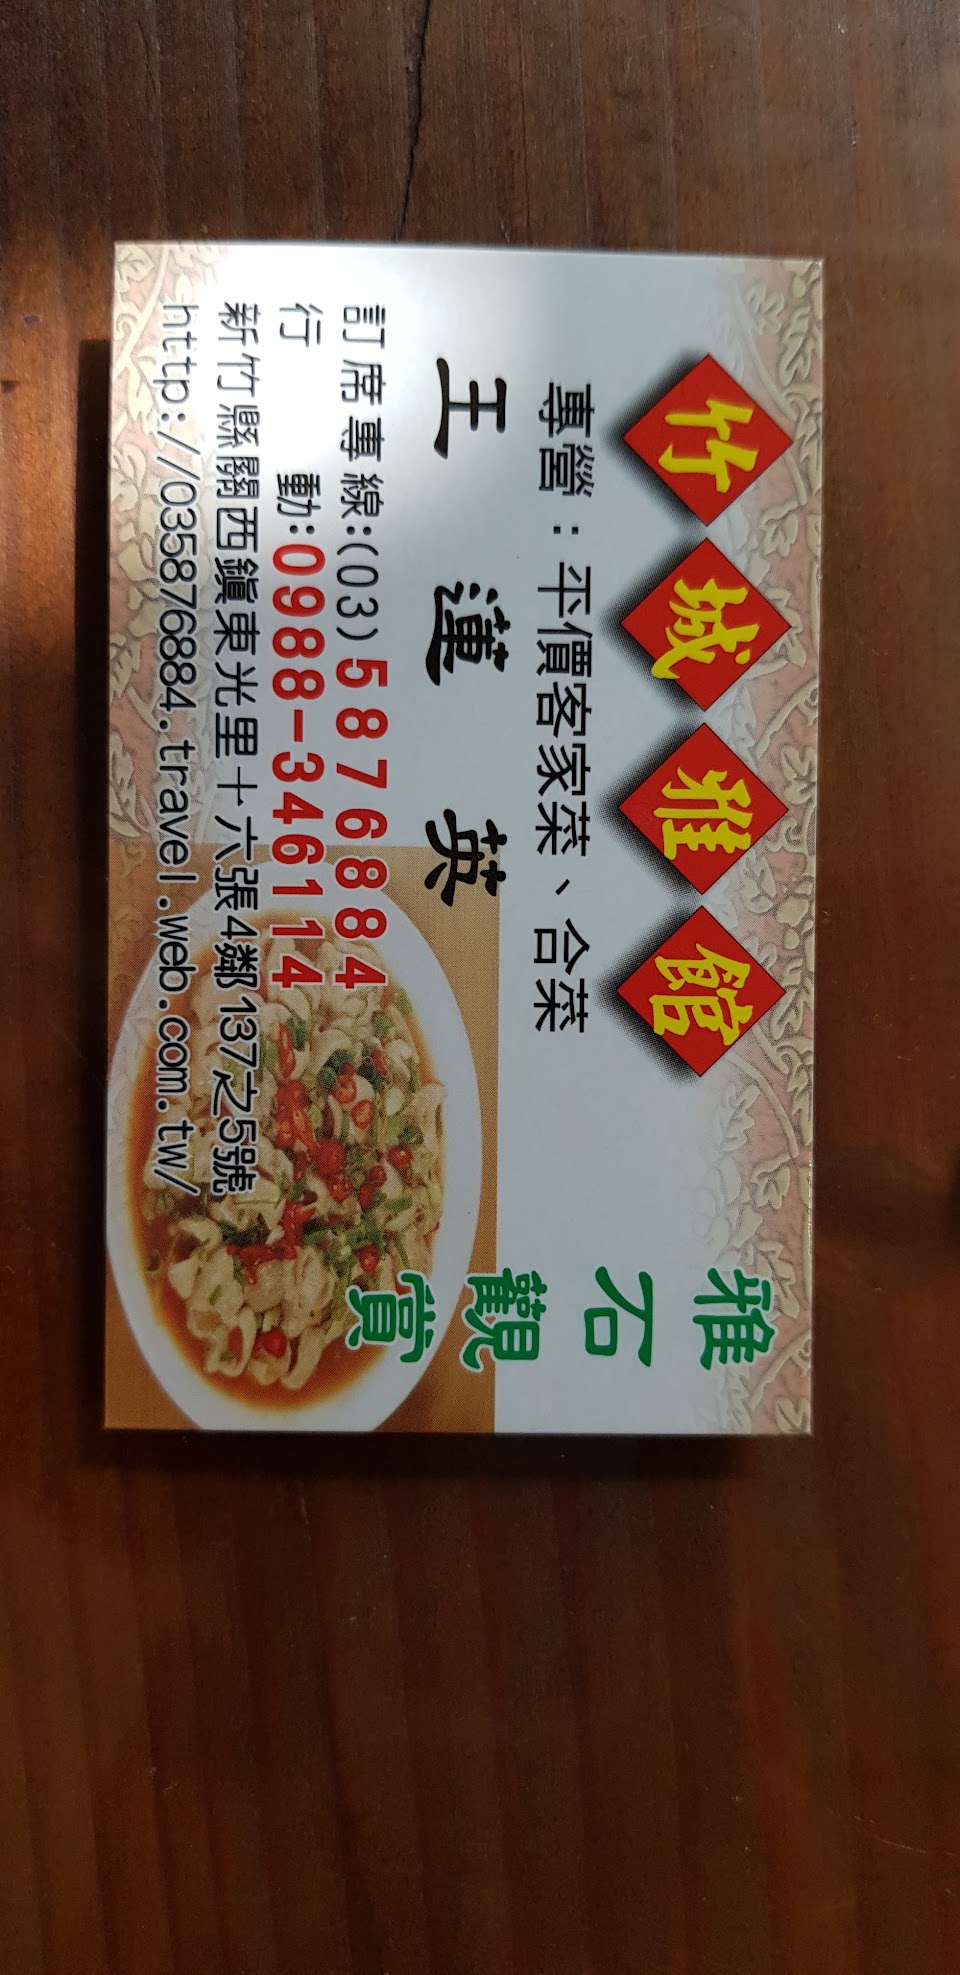 竹城雅館
專營：平價客家菜、合菜
王蓮英
訂席專線:(03)5876884
行動:0988-346114
新竹縣關西鎮東光里十六張4鄰137之5號
http://035876884.travel.web.com.tw/
雅石觀賞